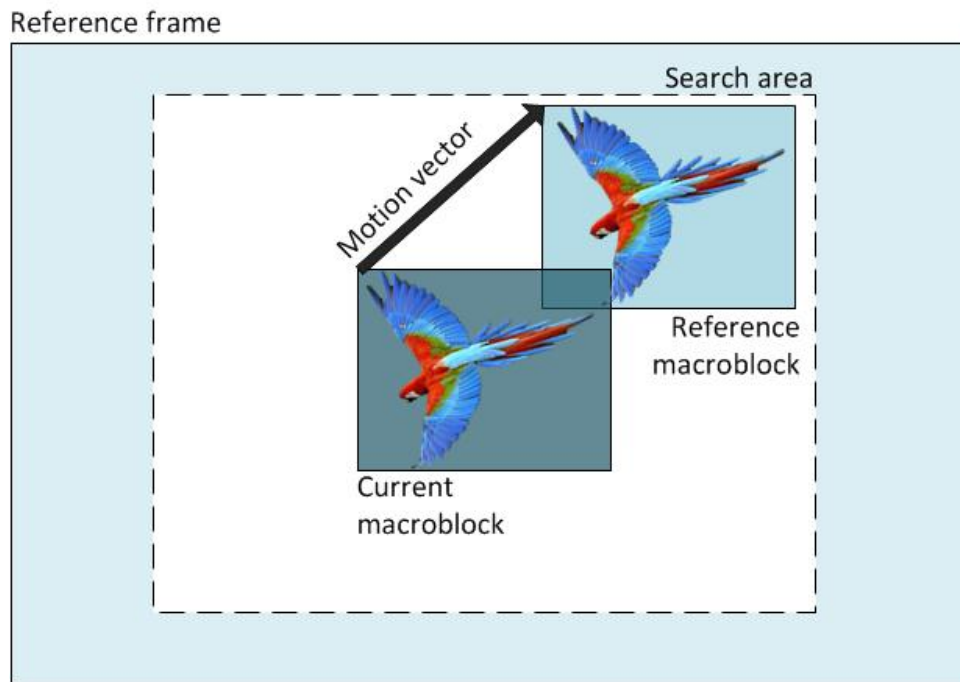 Reference frame
Search area
Motion vector
Reference
macroblock
Current
macroblock